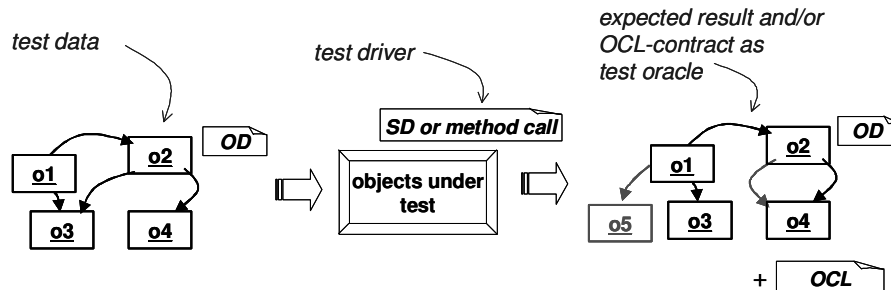 test data
test driver
expected result and/or
OCL-contract as
test oracle
OD
SD or method call
OD
o1
o2
o3
o4
objects under
test
o1
o2
o5
o3
o4
+ OCL